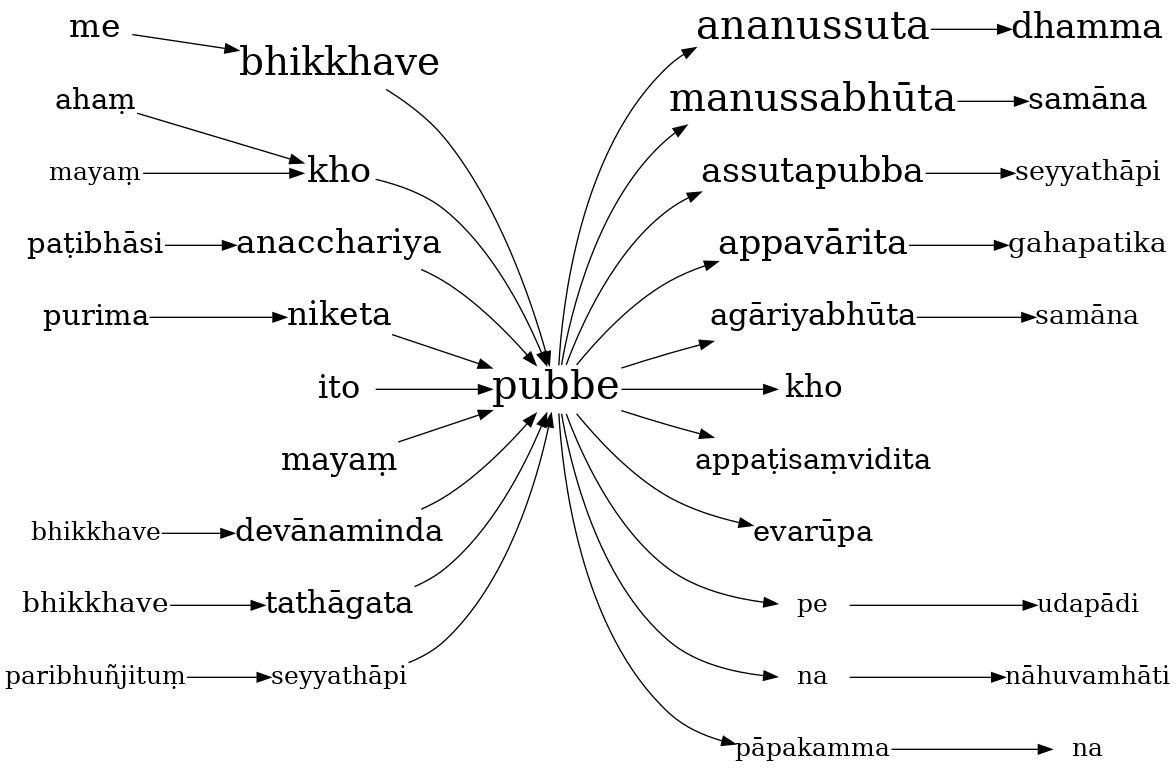 me
bhikkhave
ananussuta
dhamma
ahaṃ
manussabhūta
samāna
mayaṃ
kho
assutapubba
seyyathāpi
paṭibhāsi
anacchariya
appavārita
gahapatika
purima
niketa
agāriyabhūta
samāna
ito
pubbe
kho
mayaṃ
appaṭisaṃvidita
bhikkhave
devānaminda
evarūpa
bhikkhave
tathāgata
pe
udapādi
paribhuñjituṃ
seyyathāpi
na
nāhuvamhāti
pāpakamma
na